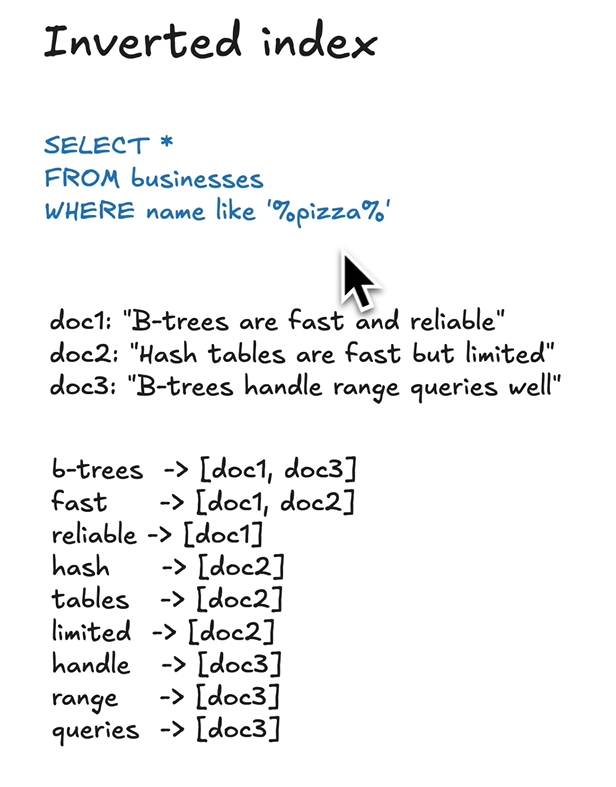 Inverted index
SELECT *
FROM businesses
WHERE name like '%pizza%'
doc1: "B-trees are fast and reliable"
doc2: "Hash tables are fast but limited"
doc3: "B-trees handle range queries well"
b-trees -> [doc1, doc3]
fast -> [doc1, doc2]
reliable -> [doc1]
hash -> [doc2]
tables -> [doc2]
limited -> [doc2]
handle -> [doc3]
range -> [doc3]
queries -> [doc3]